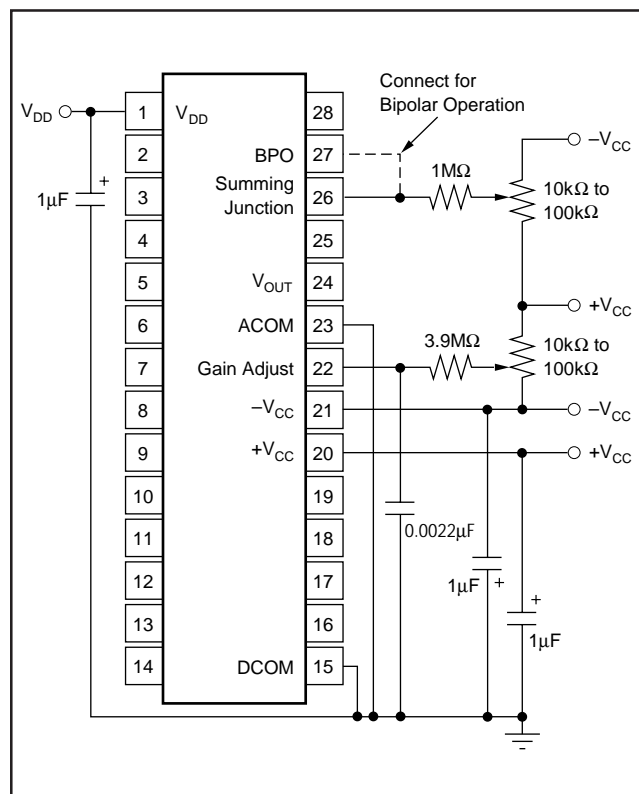 Connect for
Bipolar Operation
V_DD
1
V_DD
28
–V_CC
2
BPO
27
1µF
+
3
Summing
Junction
26
1MΩ
10kΩ to
100kΩ
4
25
5
V_OUT
24
+V_CC
6
ACOM
23
3.9MΩ
10kΩ to
100kΩ
7
Gain Adjust
22
8
–V_CC
21
–V_CC
9
+V_CC
20
+V_CC
10
19
11
18
0.0022µF
12
17
1µF
+
13
16
+
1µF
14
DCOM
15